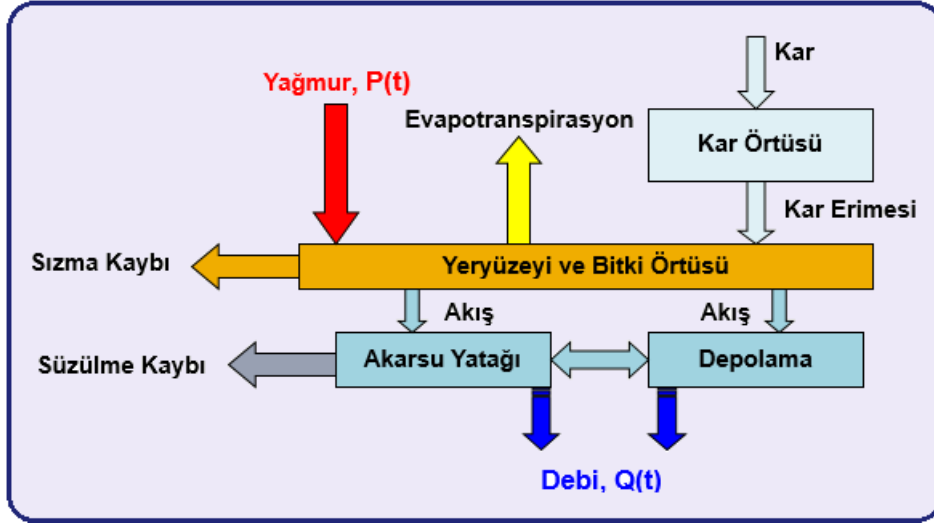 Kar
Yağmur, P(t)
Evapotranspirasyon
Kar Örtüsü
Kar Erimesi
Sızma Kaybı
Yeryüzeyi ve Bitki Örtüsü
Akış
Akış
Süzülme Kaybı
Akarsu Yatağı
Depolama
Debi, Q(t)